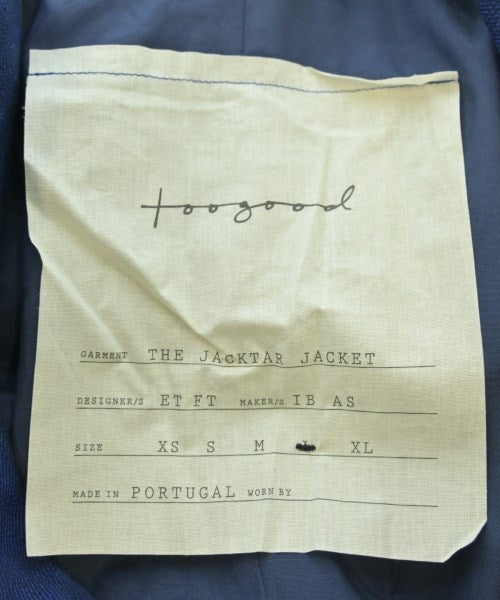 toogood
GARMENT THE JACKTAR JACKET
DESIGNER/S ET FT MAKER/S IB AS
SIZE XS S M L XL
MADE IN PORTUGAL WORN BY